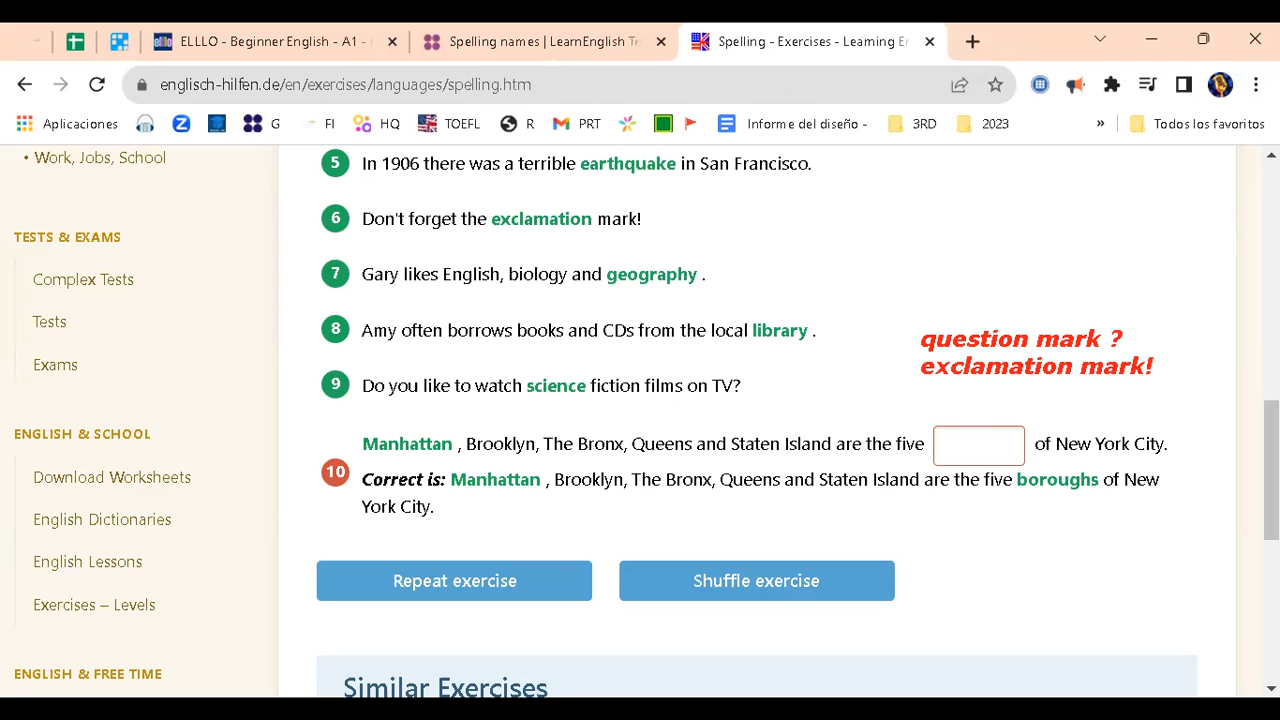 ELLLO - Beginner English - A1 -
Spelling names | LearnEnglish Te
Spelling - Exercises - Learning En
englisch-hilfen.de/en/exercises/languages/spelling.htm
Aplicaciones G FI HQ TOEFL R PRT Informe del diseño - 3RD 2023 » Todos los favoritos
• Work, Jobs, School
TESTS & EXAMS
Complex Tests
Tests
Exams
ENGLISH & SCHOOL
Download Worksheets
English Dictionaries
English Lessons
Exercises – Levels
ENGLISH & FREE TIME
5 In 1906 there was a terrible earthquake in San Francisco.
6 Don't forget the exclamation mark!
7 Gary likes English, biology and geography .
8 Amy often borrows books and CDs from the local library .
9 Do you like to watch science fiction films on TV?
question mark ?
exclamation mark!
Manhattan , Brooklyn, The Bronx, Queens and Staten Island are the five of New York City.
10 Correct is: Manhattan , Brooklyn, The Bronx, Queens and Staten Island are the five boroughs of New
York City.
Repeat exercise
Shuffle exercise
Similar Exercises